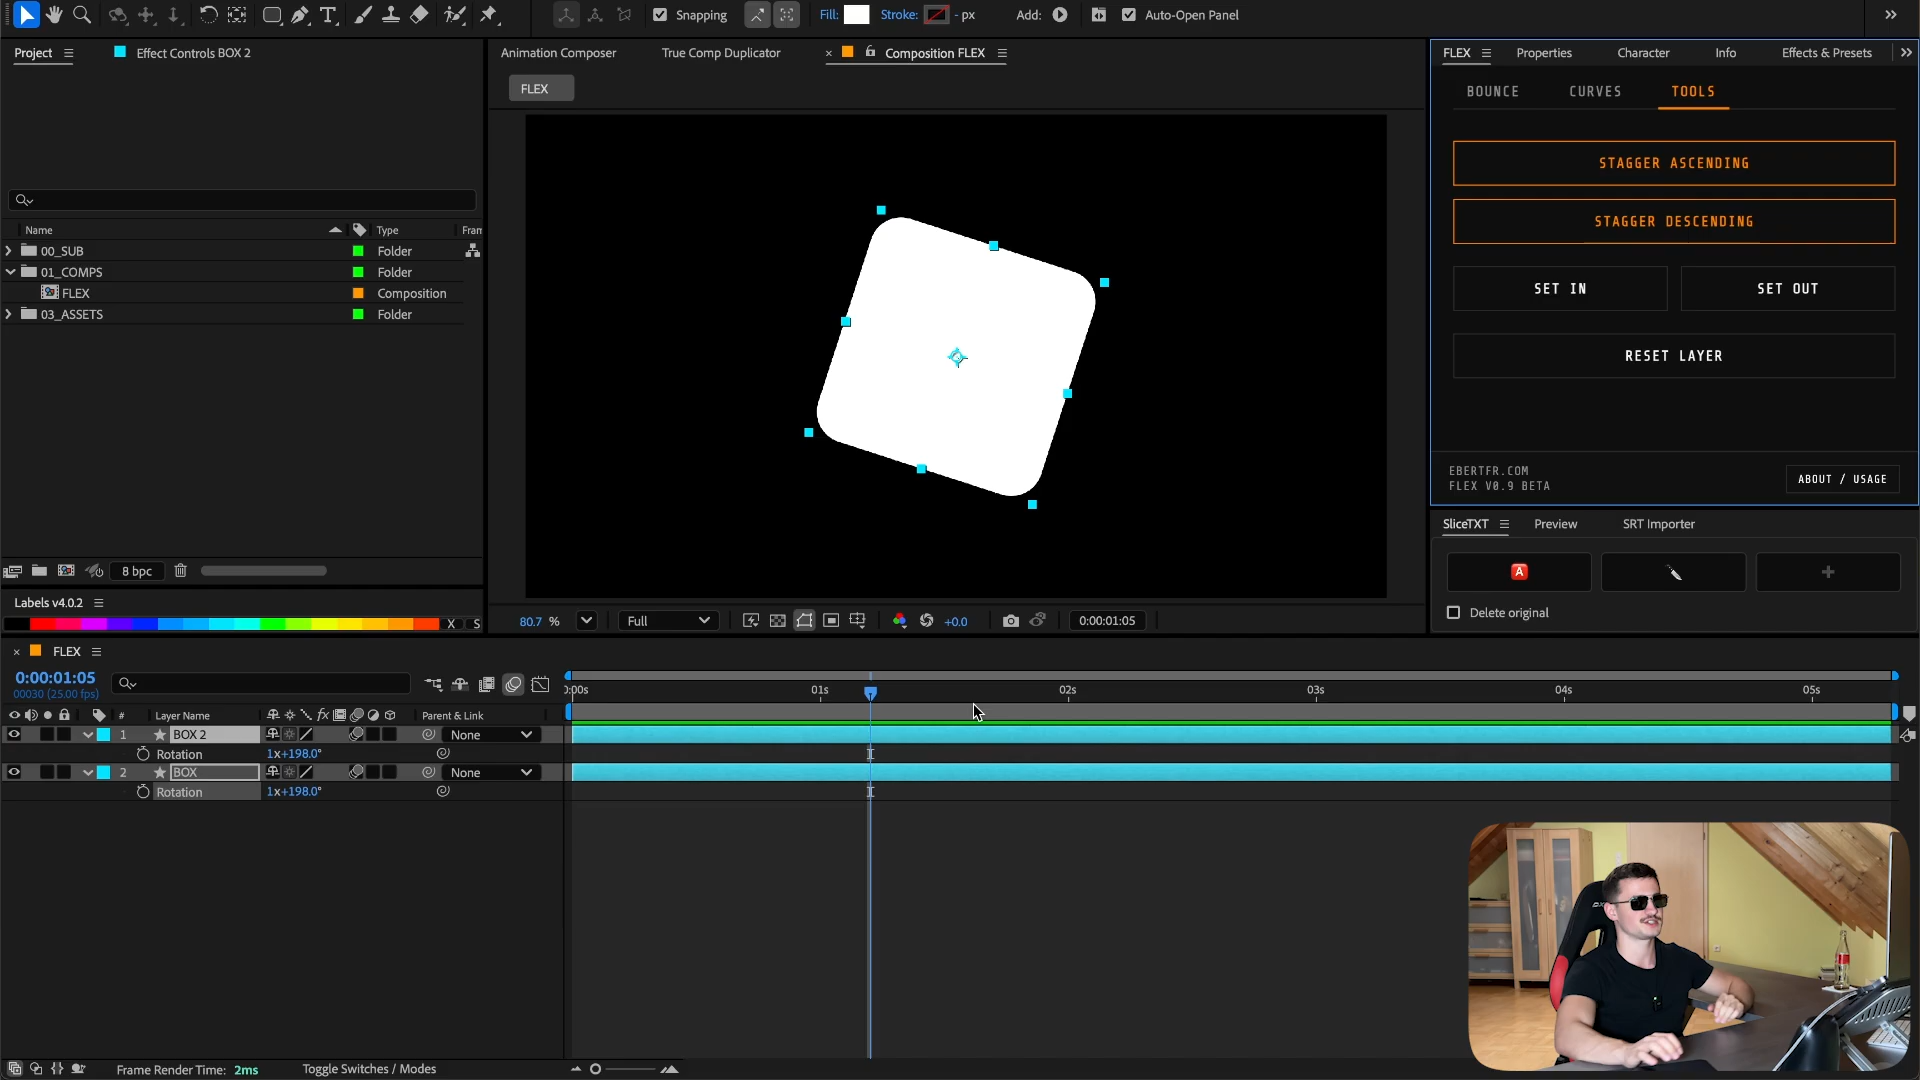 Snapping
Fill:
Stroke:
- px
Add:
Auto-Open Panel
Project
Effect Controls BOX 2
Animation Composer
True Comp Duplicator
× Composition FLEX
FLEX
Properties
Character
Info
Effects & Presets
FLEX
BOUNCE
CURVES
TOOLS
STAGGER ASCENDING
STAGGER DESCENDING
SET IN
SET OUT
RESET LAYER
EBERTFR.COM
FLEX V0.9 BETA
ABOUT / USAGE
Name
Type
Fram
00_SUB
Folder
01_COMPS
Folder
FLEX
Composition
03_ASSETS
Folder
8 bpc
Labels v4.0.2
X
S
80.7 %
Full
+0.0
0:00:01:05
SliceTXT
Preview
SRT Importer
A
Delete original
× FLEX
0:00:01:05
00030 (25.00 fps)
):00s
01s
02s
03s
04s
05s
# Layer Name
fx
Parent & Link
1 BOX 2
None
Rotation
1x+198.0°
2 BOX
None
Rotation
1x+198.0°
Frame Render Time: 2ms
Toggle Switches / Modes